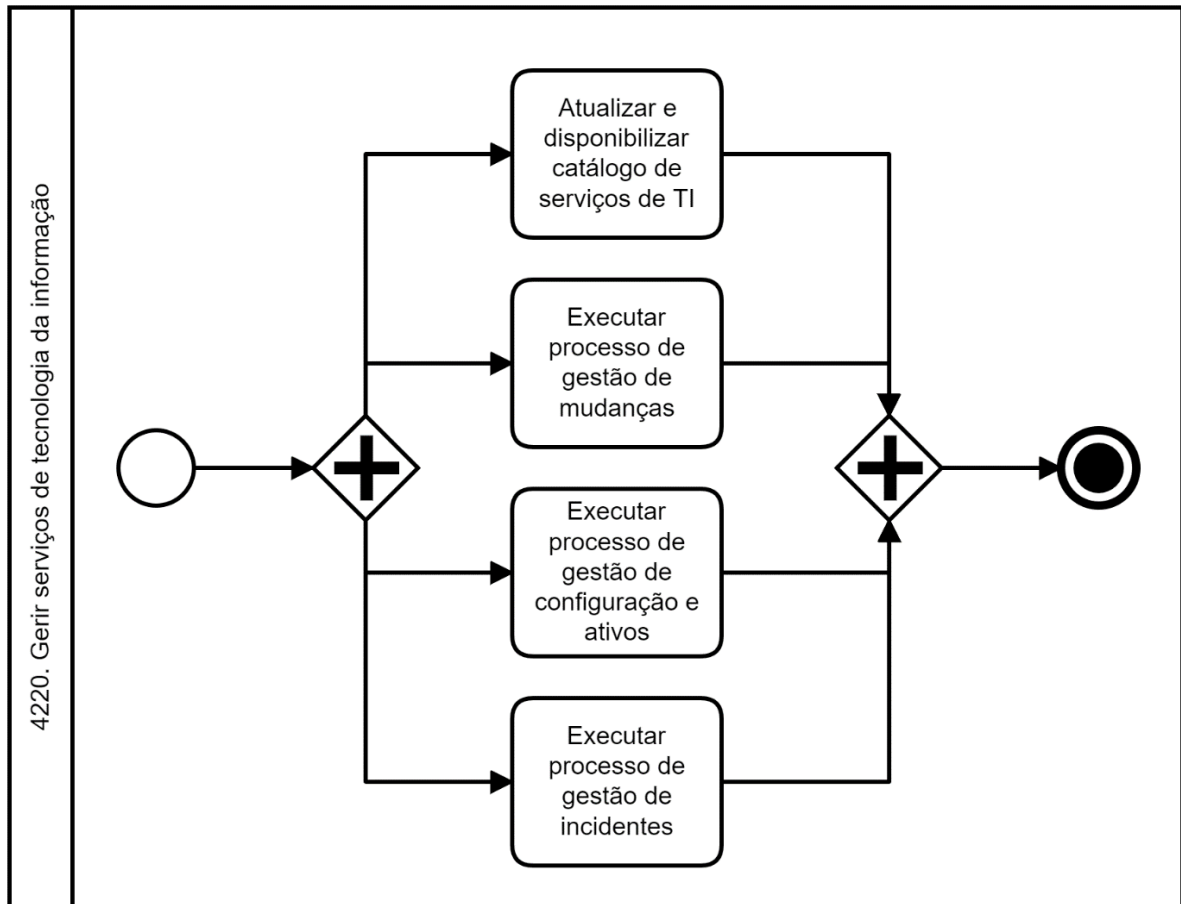 4220. Gerir serviços de tecnologia da informação
Atualizar e
disponibilizar
catálogo de
serviços de TI
Executar
processo de
gestão de
mudanças
Executar
processo de
gestão de
configuração e
ativos
Executar
processo de
gestão de
incidentes